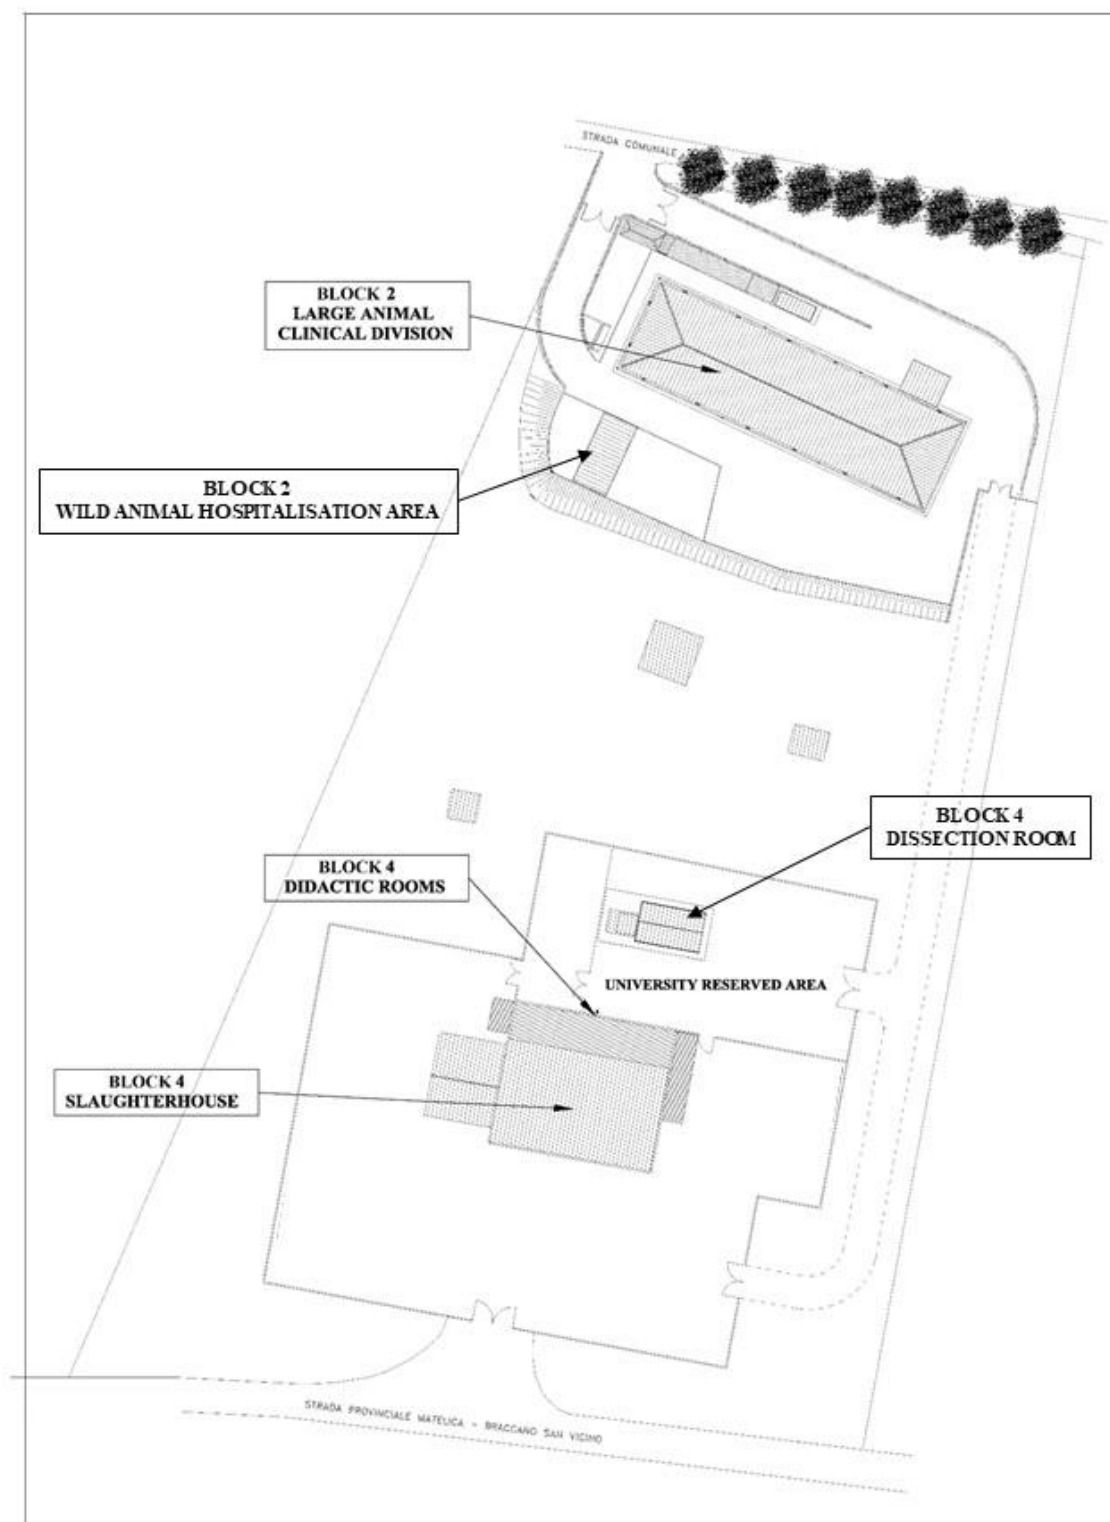 STRADA COMUNALE
BLOCK 2
LARGE ANIMAL
CLINICAL DIVISION
BLOCK 2
WILD ANIMAL HOSPITALISATION AREA
BLOCK 4
DISSECTION ROOM
BLOCK 4
DIDACTIC ROOMS
UNIVERSITY RESERVED AREA
BLOCK 4
SLAUGHTERHOUSE
STRADA PROVINCIALE MATELICA - BRACCANO SAN VICINO